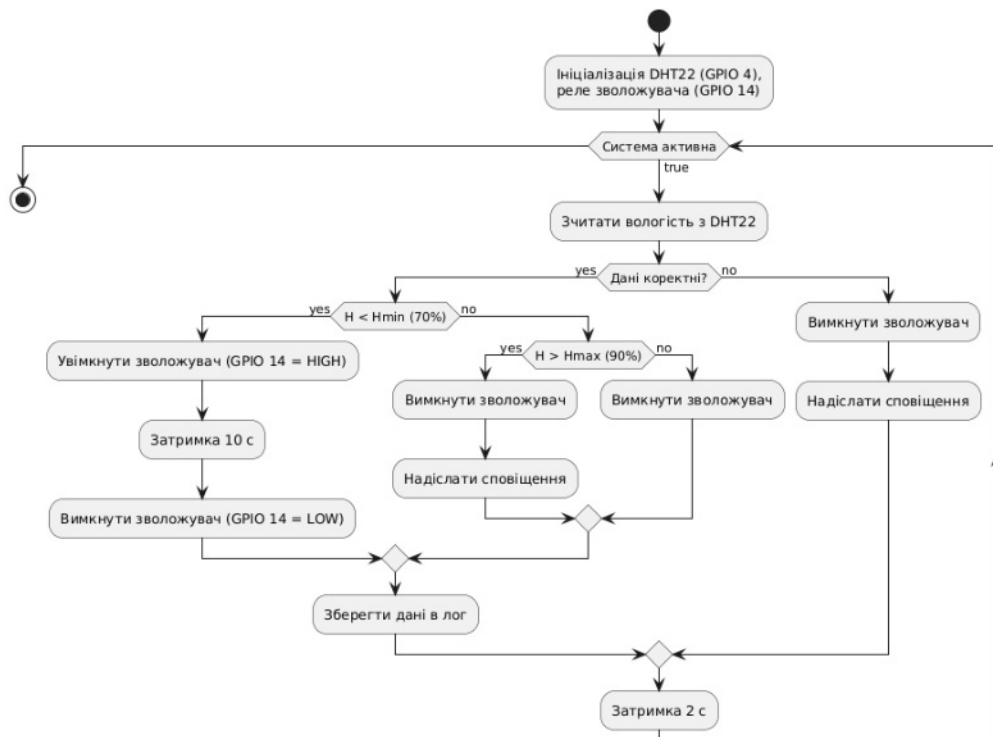 Ініціалізація DHT22 (GPIO 4),
реле зволожувача (GPIO 14)
Система активна
true
Зчитати вологість з DHT22
yes
Дані коректні?
no
yes
H < Hmin (70%)
no
Вимкнути зволожувач
Увімкнути зволожувач (GPIO 14 = HIGH)
yes
H > Hmax (90%)
no
Вимкнути зволожувач
Вимкнути зволожувач
Надіслати сповіщення
Затримка 10 с
Надіслати сповіщення
Вимкнути зволожувач (GPIO 14 = LOW)
Зберегти дані в лог
Затримка 2 с